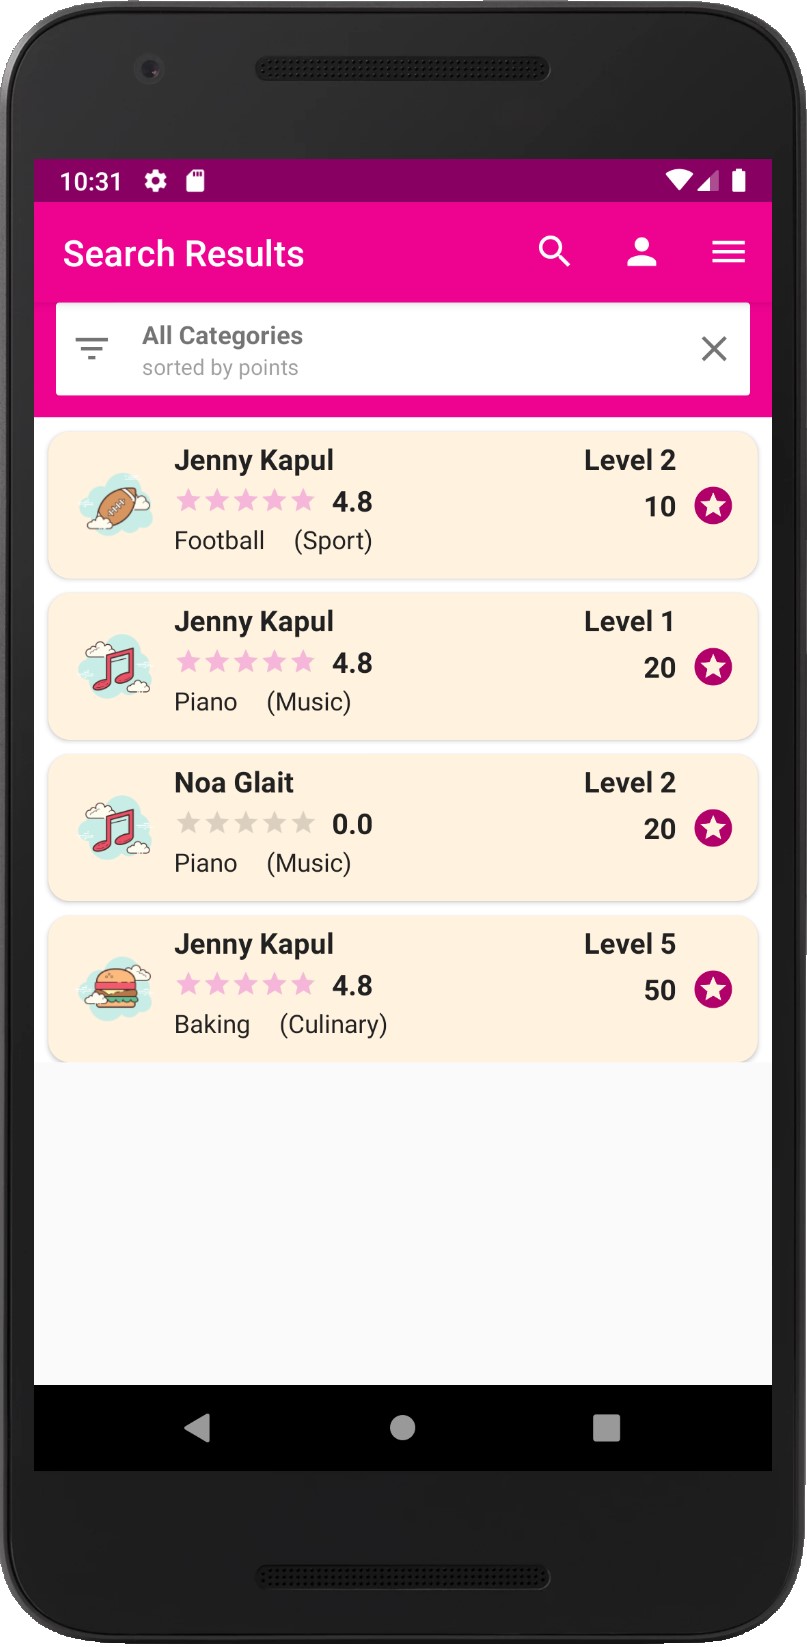 10:31
Search Results
All Categories
sorted by points
Jenny Kapul Level 2
4.8 10
Football (Sport)
Jenny Kapul Level 1
4.8 20
Piano (Music)
Noa Glait Level 2
0.0 20
Piano (Music)
Jenny Kapul Level 5
4.8 50
Baking (Culinary)